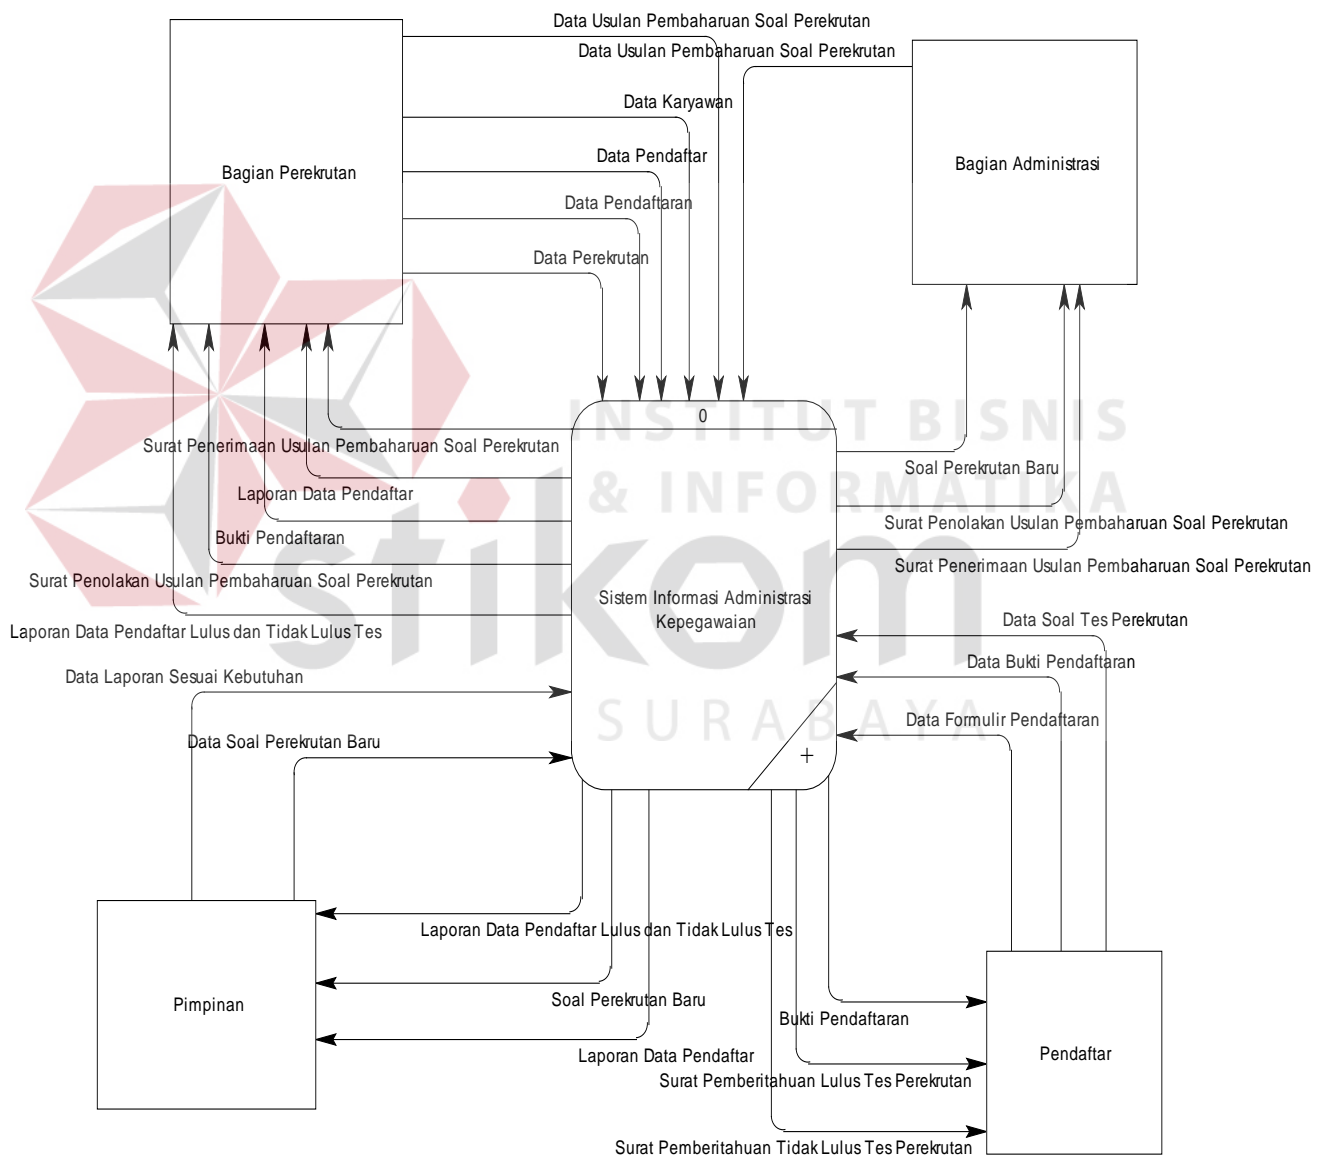 Data Usulan Pembaharuan Soal Perekrutan
Data Usulan Pembaharuan Soal Perekrutan
Data Karyawan
Data Pendaftar
Bagian Perekrutan
Bagian Administrasi
Data Pendaftaran
Data Perekrutan
0
INSTITUT BISNIS
& INFORMATIKA
stikom
SURABAYA
Surat Penerimaan Usulan Pembaharuan Soal Perekrutan
Soal Perekrutan Baru
Laporan Data Pendaftar
Surat Penolakan Usulan Pembaharuan Soal Perekrutan
Bukti Pendaftaran
Surat Penerimaan Usulan Pembaharuan Soal Perekrutan
Surat Penolakan Usulan Pembaharuan Soal Perekrutan
Sistem Informasi Administrasi
Kepegawaian
Data Soal Tes Perekrutan
Laporan Data Pendaftar Lulus dan Tidak Lulus Tes
Data Bukti Pendaftaran
Data Laporan Sesuai Kebutuhan
Data Formulir Pendaftaran
Data Soal Perekrutan Baru
+
Laporan Data Pendaftar Lulus dan Tidak Lulus Tes
Soal Perekrutan Baru
Pimpinan
Bukti Pendaftaran
Laporan Data Pendaftar
Pendaftar
Surat Pemberitahuan Lulus Tes Perekrutan
Surat Pemberitahuan Tidak Lulus Tes Perekrutan